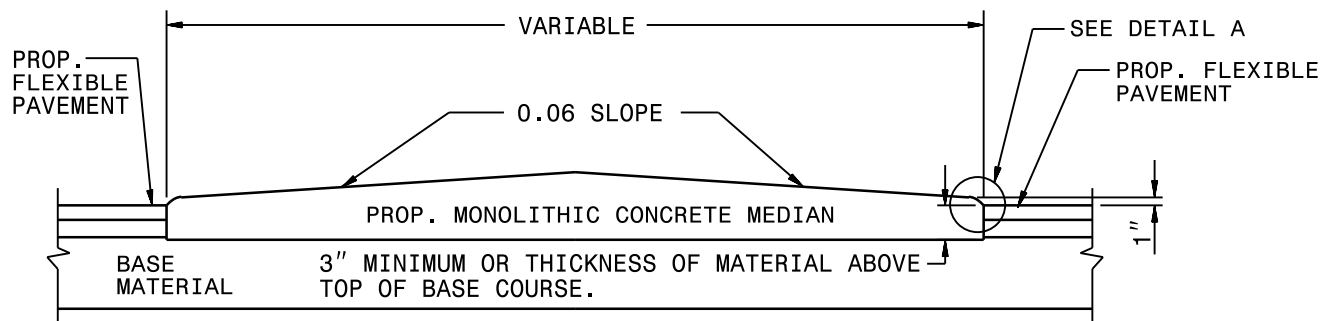 VARIABLE
SEE DETAIL A
PROP.
FLEXIBLE
PAVEMENT
PROP. FLEXIBLE
PAVEMENT
0.06 SLOPE
PROP. MONOLITHIC CONCRETE MEDIAN
1"
BASE
MATERIAL
3" MINIMUM OR THICKNESS OF MATERIAL ABOVE
TOP OF BASE COURSE.